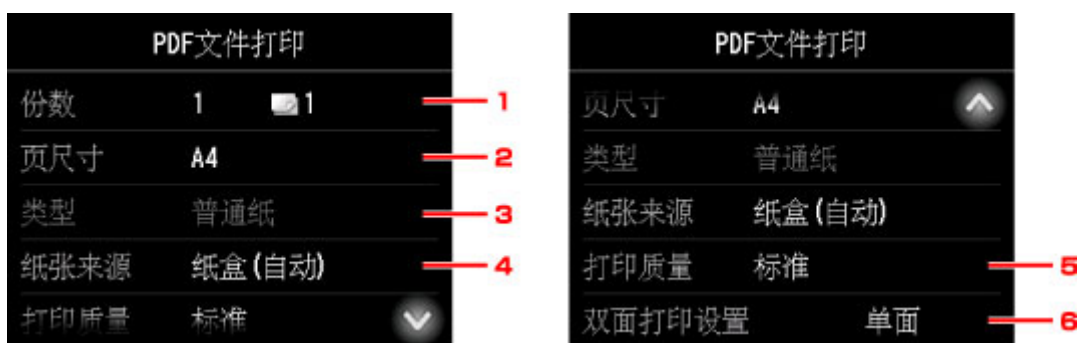 PDF文件打印
份数 1 1 1
页尺寸 A4 2
类型 普通纸 3
纸张来源 纸盒(自动) 4
打印质量 标准
PDF文件打印
页尺寸 A4
类型 普通纸
纸张来源 纸盒(自动)
打印质量 标准 5
双面打印设置 单面 6